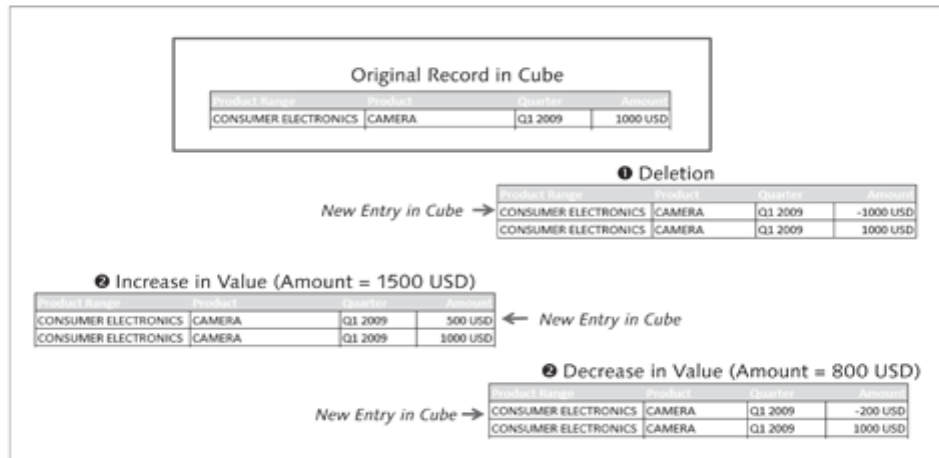 Original Record in Cube
Product Range Product Quarter Amount
CONSUMER ELECTRONICS CAMERA Q1 2009 1000 USD
❶ Deletion
Product Range Product Quarter Amount
New Entry in Cube → CONSUMER ELECTRONICS CAMERA Q1 2009 -1000 USD
CONSUMER ELECTRONICS CAMERA Q1 2009 1000 USD
❷ Increase in Value (Amount = 1500 USD)
Product Range Product Quarter Amount
CONSUMER ELECTRONICS CAMERA Q1 2009 500 USD ← New Entry in Cube
CONSUMER ELECTRONICS CAMERA Q1 2009 1000 USD
❷ Decrease in Value (Amount = 800 USD)
Product Range Product Quarter Amount
New Entry in Cube → CONSUMER ELECTRONICS CAMERA Q1 2009 -200 USD
CONSUMER ELECTRONICS CAMERA Q1 2009 1000 USD